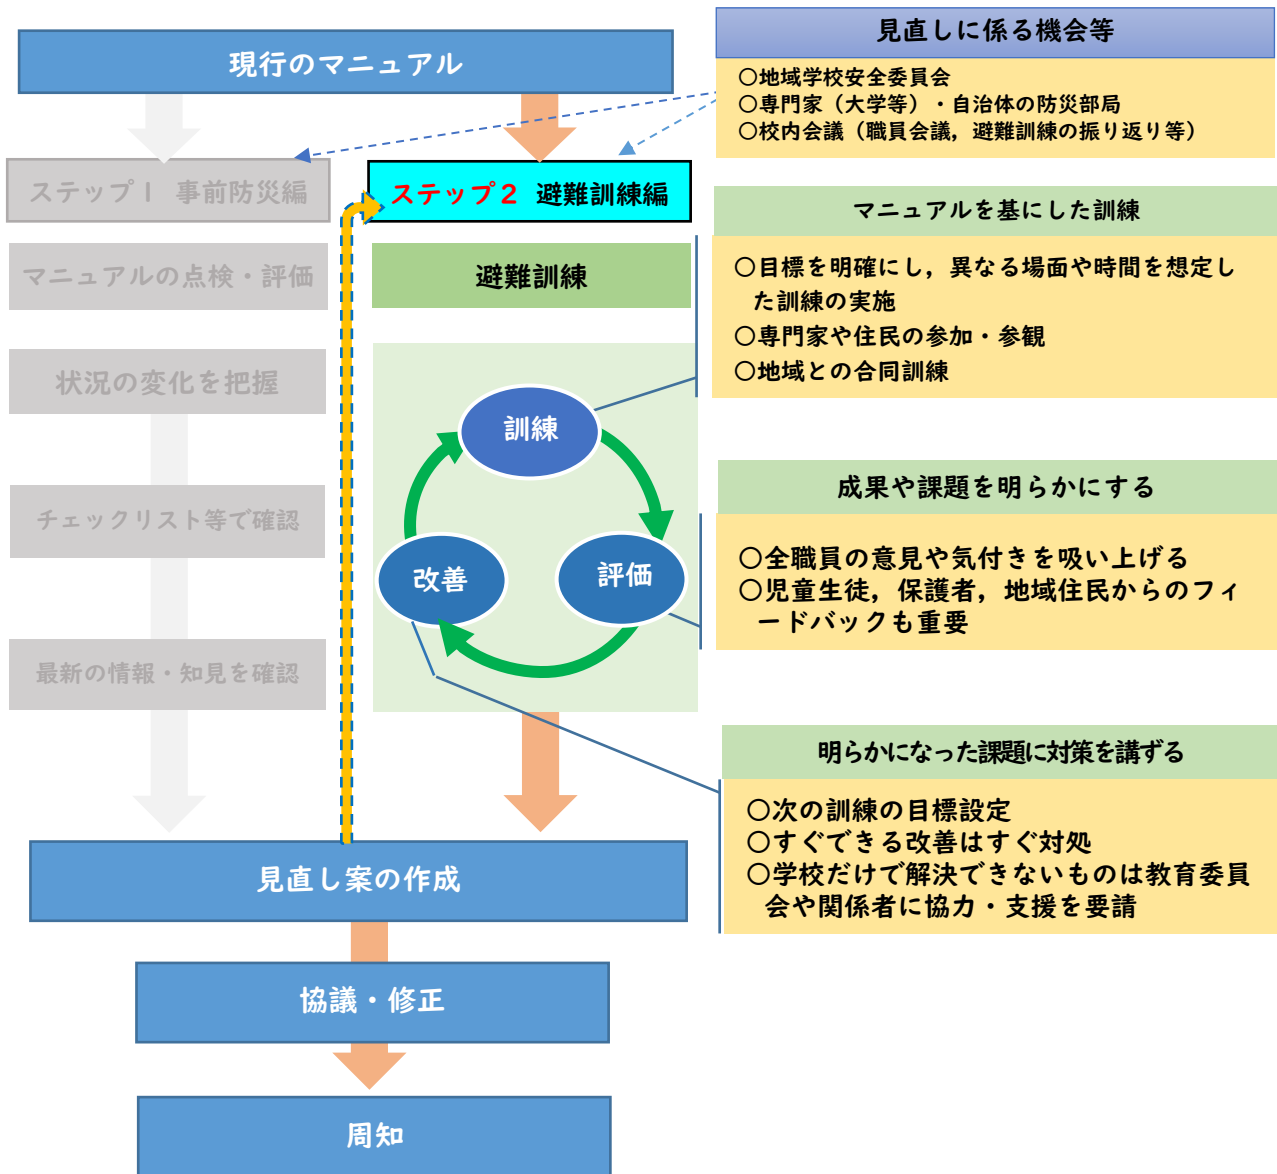 現行のマニュアル
見直しに係る機会等
○地域学校安全委員会
○専門家（大学等）・自治体の防災部局
○校内会議（職員会議，避難訓練の振り返り等）
ステップ1 事前防災編
マニュアルの点検・評価
状況の変化を把握
チェックリスト等で確認
最新の情報・知見を確認
ステップ2 避難訓練編
避難訓練
訓練
評価
改善
マニュアルを基にした訓練
○目標を明確にし，異なる場面や時間を想定し
た訓練の実施
○専門家や住民の参加・参観
○地域との合同訓練
成果や課題を明らかにする
○全職員の意見や気付きを吸い上げる
○児童生徒，保護者，地域住民からのフィ
ードバックも重要
明らかになった課題に対策を講ずる
○次の訓練の目標設定
○すぐできる改善はすぐ対処
○学校だけで解決できないものは教育委員
会や関係者に協力・支援を要請
見直し案の作成
協議・修正
周知